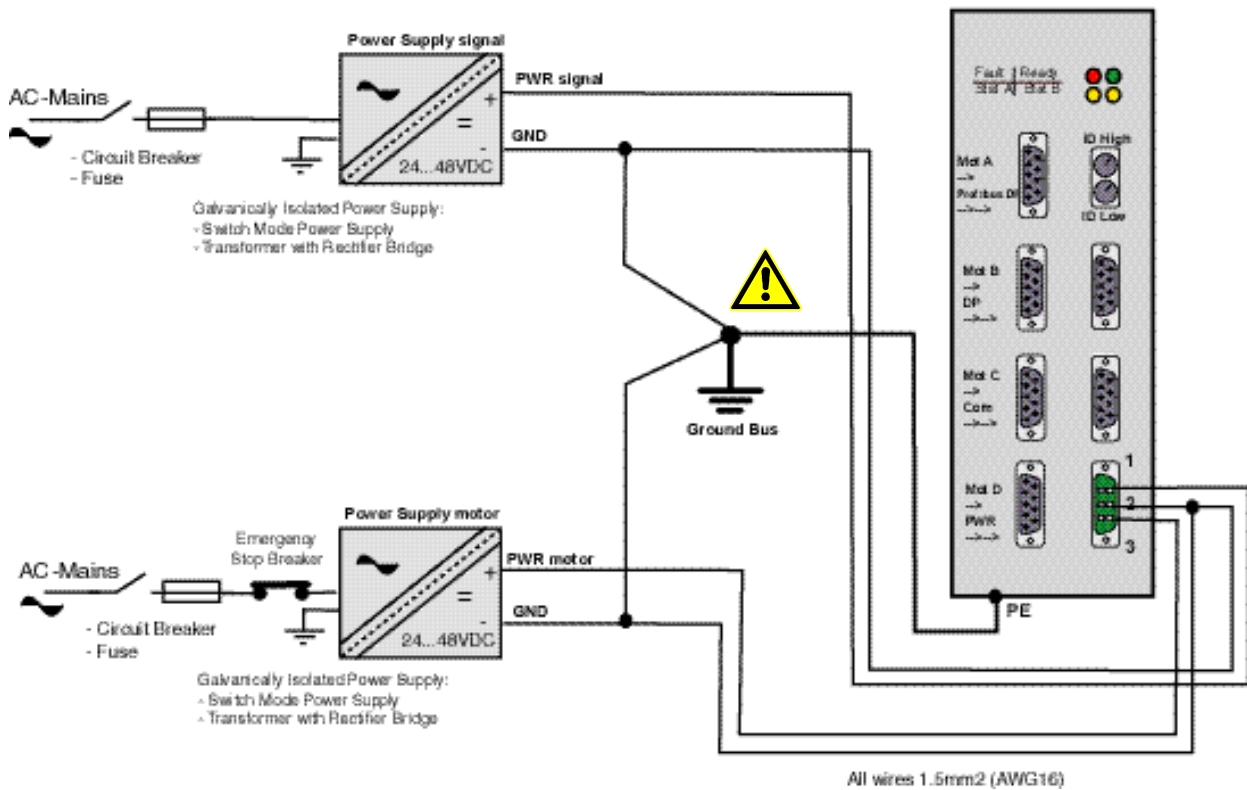 Power Supply signal
AC-Mains
- Circuit Breaker
- Fuse
+
=
-
24...48VDC
PWR signal
GND
Galvanically Isolated Power Supply:
- Switch Mode Power Supply
- Transformer with Rectifier Bridge
Ground Bus
Power Supply motor
Emergency
Stop Breaker
AC-Mains
- Circuit Breaker
- Fuse
+
=
-
24...48VDC
PWR motor
GND
Galvanically Isolated Power Supply:
- Switch Mode Power Supply
- Transformer with Rectifier Bridge
Fault Ready
Stat A Stat B
ID High
ID Low
Mot A
-->
Profibus DP
-->-->
Mot B
-->
DP
-->-->
Mot C
-->
Com
-->-->
Mot D
-->
PWR
-->-->
1
2
3
PE
All wires 1.5mm2 (AWG16)